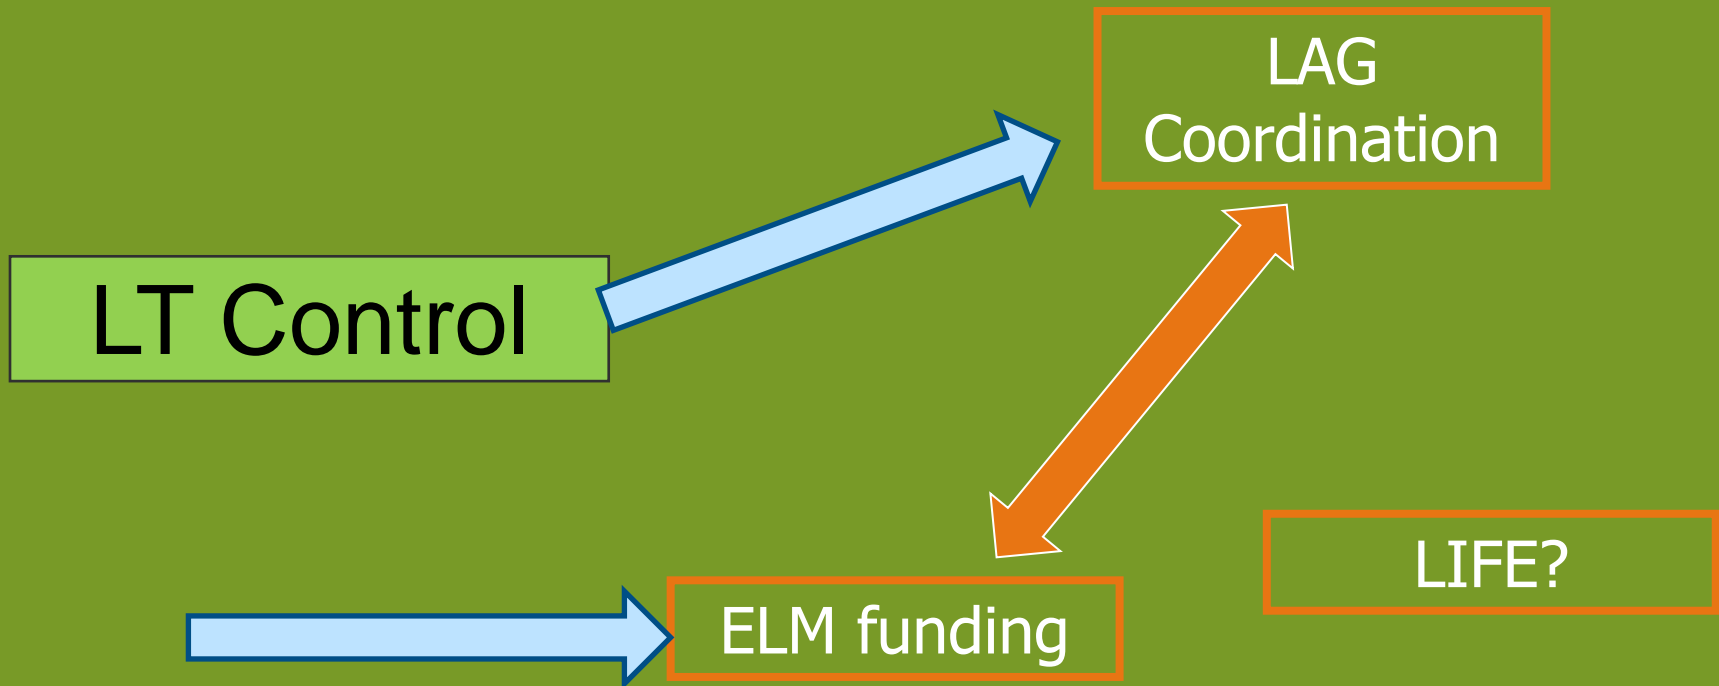 LAG
Coordination
LT Control
LIFE?
ELM funding